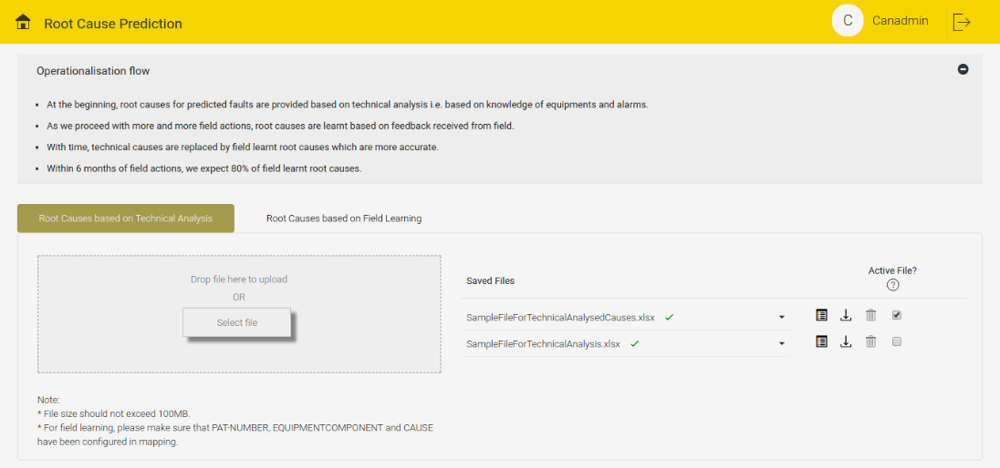 Root Cause Prediction
C
Canadmin
Operationalisation flow
At the beginning, root causes for predicted faults are provided based on technical analysis i.e. based on knowledge of equipments and alarms.
As we proceed with more and more field actions, root causes are learnt based on feedback received from field.
With time, technical causes are replaced by field learnt root causes which are more accurate.
Within 6 months of field actions, we expect 80% of field learnt root causes.
Root Causes based on Technical Analysis
Root Causes based on Field Learning
Drop file here to upload
OR
Select file
Saved Files
Active File?
?
SampleFileForTechnicalAnalysedCauses.xlsx
SampleFileForTechnicalAnalysis.xlsx
Note:
* File size should not exceed 100MB.
* For field learning, please make sure that PAT-NUMBER, EQUIPMENTCOMPONENT and CAUSE
have been configured in mapping.